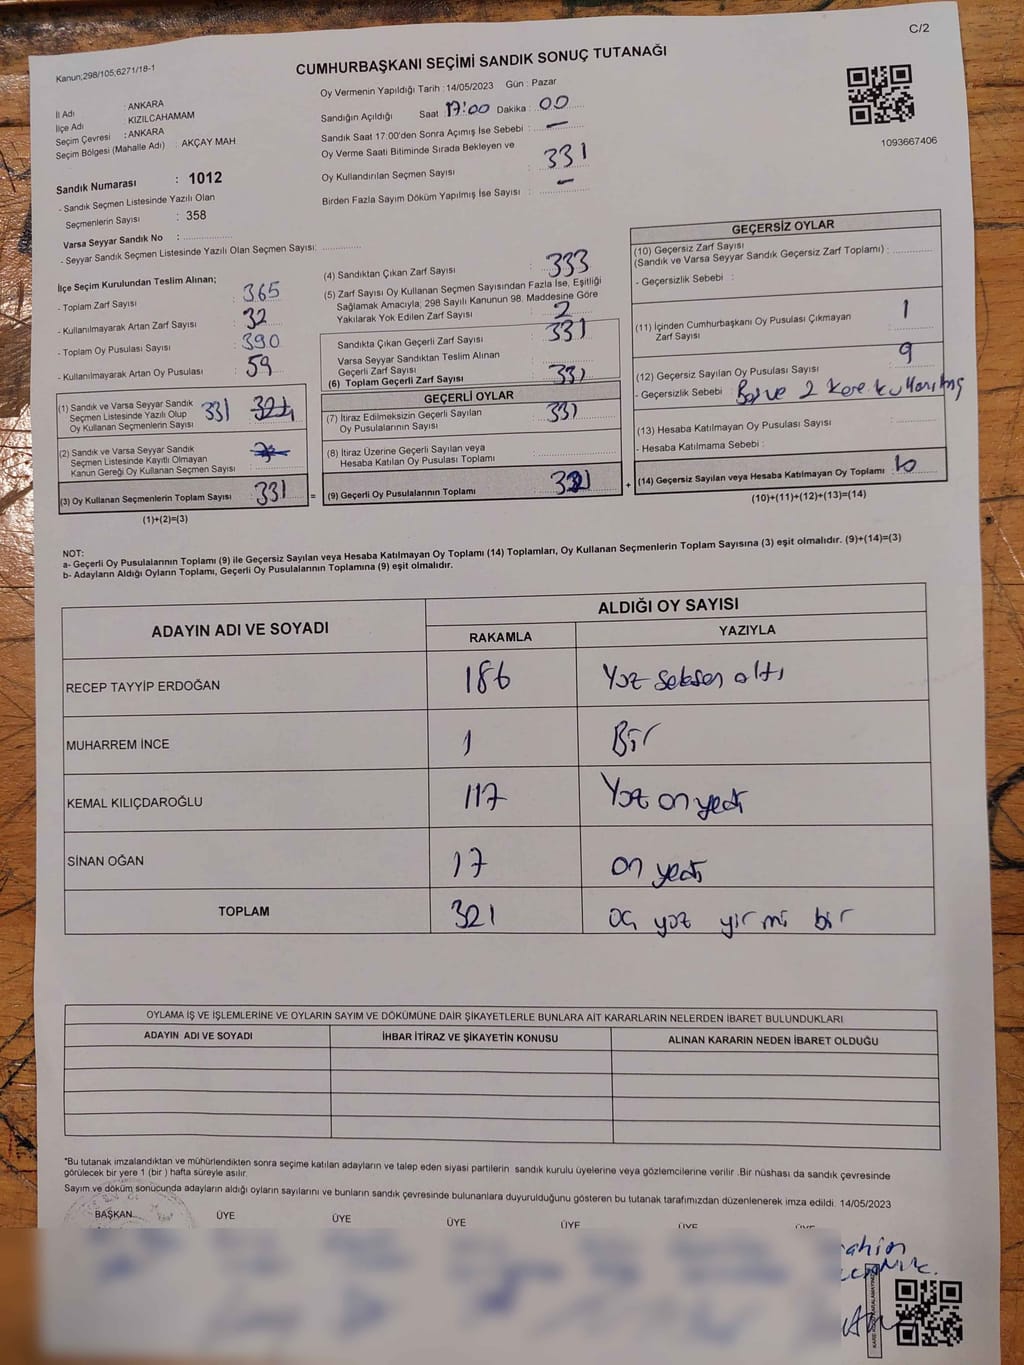 C/2
Kanun;298/105;6271/18-1
CUMHURBAŞKANI SEÇİMİ SANDIK SONUÇ TUTANAĞI
İl Adı : ANKARA
İlçe Adı : KIZILCAHAMAM
Seçim Çevresi : ANKARA
Seçim Bölgesi (Mahalle Adı) : AKÇAY MAH
Sandık Numarası : 1012
- Sandık Seçmen Listesinde Yazılı Olan
Seçmenlerin Sayısı : 358
Varsa Seyyar Sandık No :
- Seyyar Sandık Seçmen Listesinde Yazılı Olan Seçmen Sayısı:
Oy Vermenin Yapıldığı Tarih : 14/05/2023 Gün : Pazar
Sandığın Açıldığı Saat : 17:00 Dakika : 00
Sandık Saat 17:00'den Sonra Açımış İse Sebebi : —
Oy Verme Saati Bitiminde Sırada Bekleyen ve
Oy Kullandırılan Seçmen Sayısı : 331
Birden Fazla Sayım Döküm Yapılmış İse Sayısı : —
1093667406
İlçe Seçim Kurulundan Teslim Alınan;
- Toplam Zarf Sayısı : 365
- Kullanılmayarak Artan Zarf Sayısı : 32
- Toplam Oy Pusulası Sayısı : 390
- Kullanılmayarak Artan Oy Pusulası : 59
(1) Sandık ve Varsa Seyyar Sandık
Seçmen Listesinde Yazılı Olup
Oy Kullanan Seçmenlerin Sayısı : 331
(2) Sandık ve Varsa Seyyar Sandık
Seçmen Listesinde Kayıtlı Olmayan
Kanun Gereği Oy Kullanan Seçmen Sayısı :
(3) Oy Kullanan Seçmenlerin Toplam Sayısı : 331
(1)+(2)=(3)
=
(4) Sandıktan Çıkan Zarf Sayısı : 333
(5) Zarf Sayısı Oy Kullanan Seçmen Sayısından Fazla İse, Eşitliği
Sağlamak Amacıyla; 298 Sayılı Kanunun 98. Maddesine Göre
Yakılarak Yok Edilen Zarf Sayısı : 2
Sandıkta Çıkan Geçerli Zarf Sayısı : 331
Varsa Seyyar Sandıktan Teslim Alınan
Geçerli Zarf Sayısı :
(6) Toplam Geçerli Zarf Sayısı : 331
GEÇERLİ OYLAR
(7) İtiraz Edilmeksizin Geçerli Sayılan
Oy Pusulalarının Sayısı : 331
(8) İtiraz Üzerine Geçerli Sayılan veya
Hesaba Katılan Oy Pusulası Toplamı :
(9) Geçerli Oy Pusulalarının Toplamı : 321
+
GEÇERSİZ OYLAR
(10) Geçersiz Zarf Sayısı
(Sandık ve Varsa Seyyar Sandık Geçersiz Zarf Toplamı) :
- Geçersizlik Sebebi :
(11) İçinden Cumhurbaşkanı Oy Pusulası Çıkmayan
Zarf Sayısı : 1
(12) Geçersiz Sayılan Oy Pusulası Sayısı : 9
- Geçersizlik Sebebi : Boş ve 2 kere kullanılmış
(13) Hesaba Katılmayan Oy Pusulası Sayısı :
- Hesaba Katılmama Sebebi :
(14) Geçersiz Sayılan veya Hesaba Katılmayan Oy Toplamı : 10
(10)+(11)+(12)+(13)=(14)
NOT:
a- Geçerli Oy Pusulalarının Toplamı (9) ile Geçersiz Sayılan veya Hesaba Katılmayan Oy Toplamı (14) Toplamları, Oy Kullanan Seçmenlerin Toplam Sayısına (3) eşit olmalıdır. (9)+(14)=(3)
b- Adayların Aldığı Oyların Toplamı, Geçerli Oy Pusulalarının Toplamına (9) eşit olmalıdır.
ADAYIN ADI VE SOYADI
ALDIĞI OY SAYISI
RAKAMLA YAZIYLA
RECEP TAYYİP ERDOĞAN 186 Yüz seksen altı
MUHARREM İNCE 1 Bir
KEMAL KILIÇDAROĞLU 117 Yüz on yedi
SİNAN OĞAN 17 on yedi
TOPLAM 321 üç yüz yirmi bir
OYLAMA İŞ VE İŞLEMLERİNE VE OYLARIN SAYIM VE DÖKÜMÜNE DAİR ŞİKAYETLERLE BUNLARA AİT KARARLARIN NELERDEN İBARET BULUNDUKLARI
ADAYIN ADI VE SOYADI İHBAR İTİRAZ VE ŞİKAYETİN KONUSU ALINAN KARARIN NEDEN İBARET OLDUĞU
*Bu tutanak imzalandıktan ve mühürlendikten sonra seçime katılan adayların ve talep eden siyasi partilerin sandık kurulu üyelerine veya gözlemcilerine verilir .Bir nüshası da sandık çevresinde
görülecek bir yere 1 (bir) hafta süreyle asılır.
Sayım ve döküm sonucunda adayların aldığı oyların sayılarını ve bunların sandık çevresinde bulunanlara duyurulduğunu gösteren bu tutanak tarafımızdan düzenlenerek imza edildi. 14/05/2023
BAŞKAN ÜYE ÜYE ÜYE ÜYE ÜYE